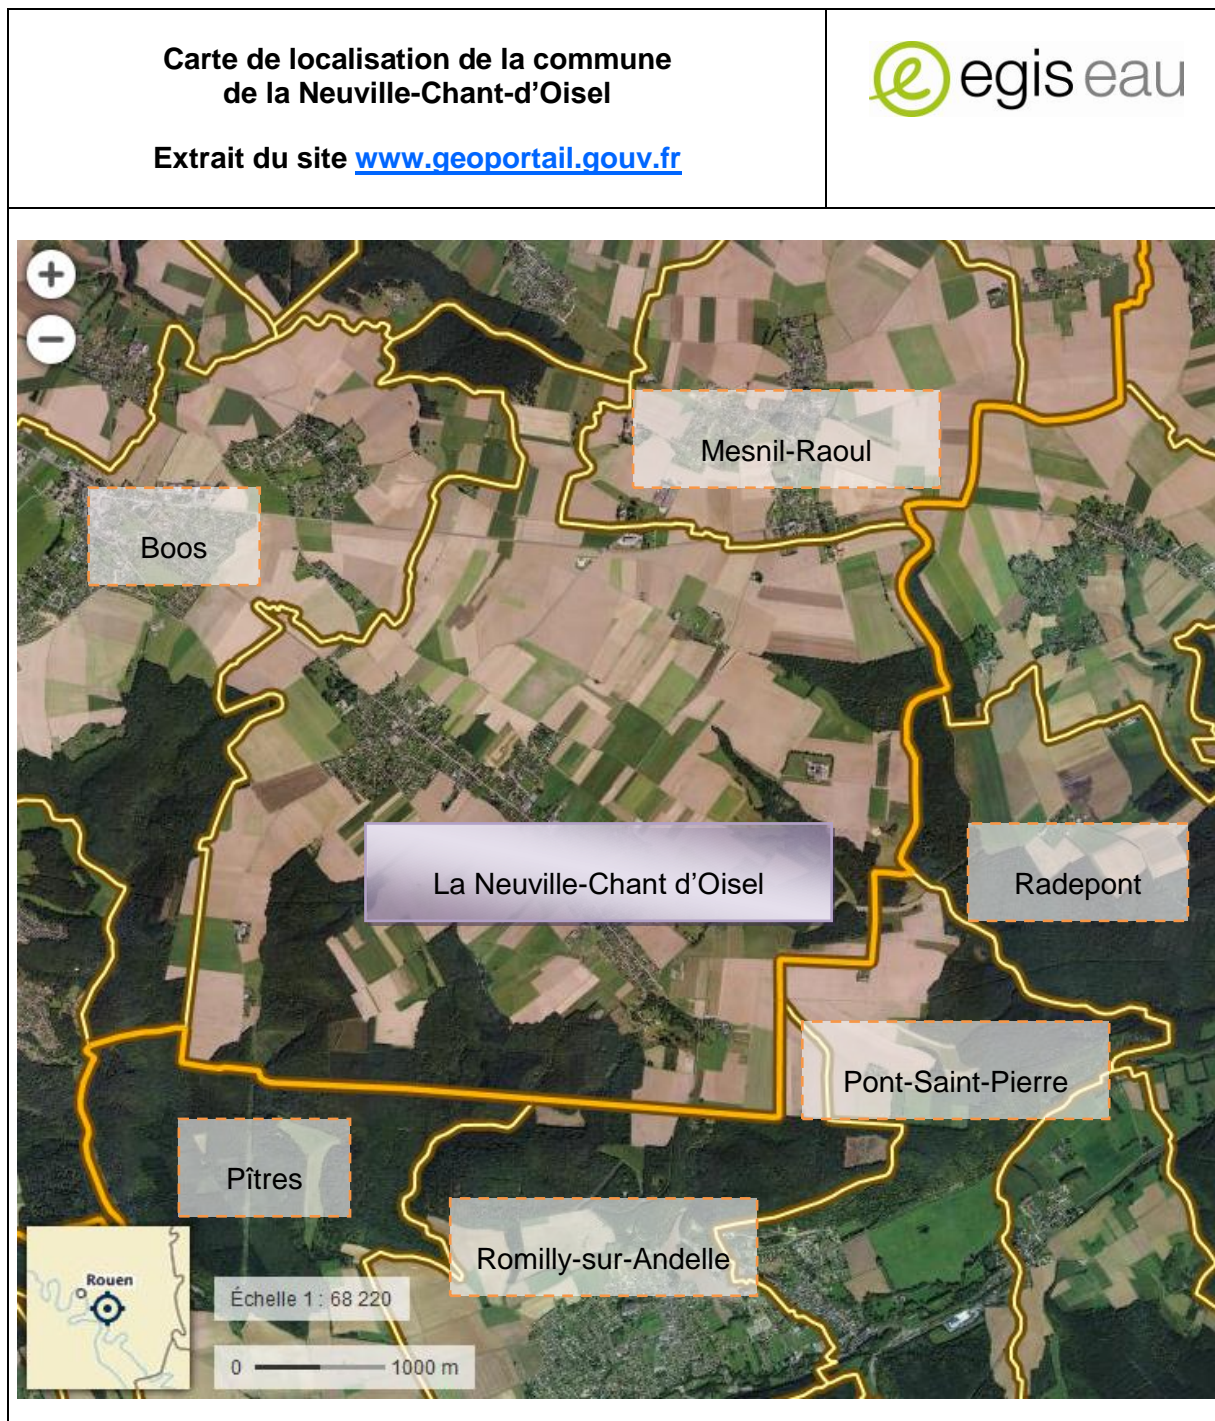 Carte de localisation de la commune
de la Neuville-Chant-d’Oisel
Extrait du site www.geoportail.gouv.fr
egis eau
+
−
Mesnil-Raoul
Boos
La Neuville-Chant d’Oisel
Radepont
Pont-Saint-Pierre
Pîtres
Romilly-sur-Andelle
Rouen
Échelle 1 : 68 220
0 1000 m